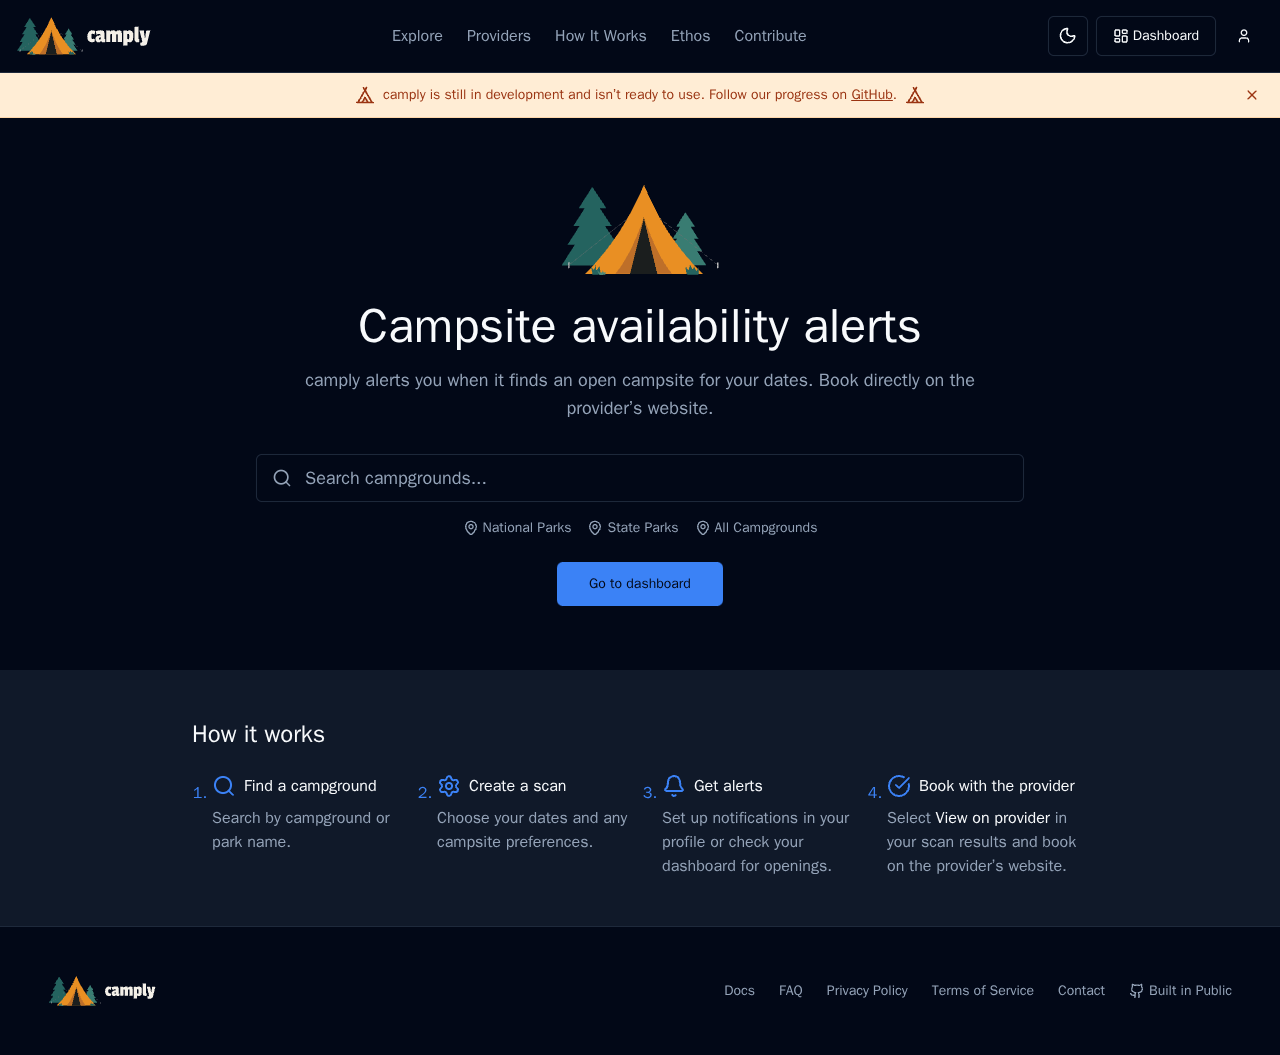 camply
Explore Providers How It Works Ethos Contribute
Dashboard
camply is still in development and isn't ready to use. Follow our progress on GitHub.
Campsite availability alerts
camply alerts you when it finds an open campsite for your dates. Book directly on the
provider's website.
Search campgrounds...
National Parks State Parks All Campgrounds
Go to dashboard
How it works
1. Find a campground
Search by campground or
park name.
2. Create a scan
Choose your dates and any
campsite preferences.
3. Get alerts
Set up notifications in your
profile or check your
dashboard for openings.
4. Book with the provider
Select View on provider in
your scan results and book
on the provider's website.
camply
Docs FAQ Privacy Policy Terms of Service Contact Built in Public